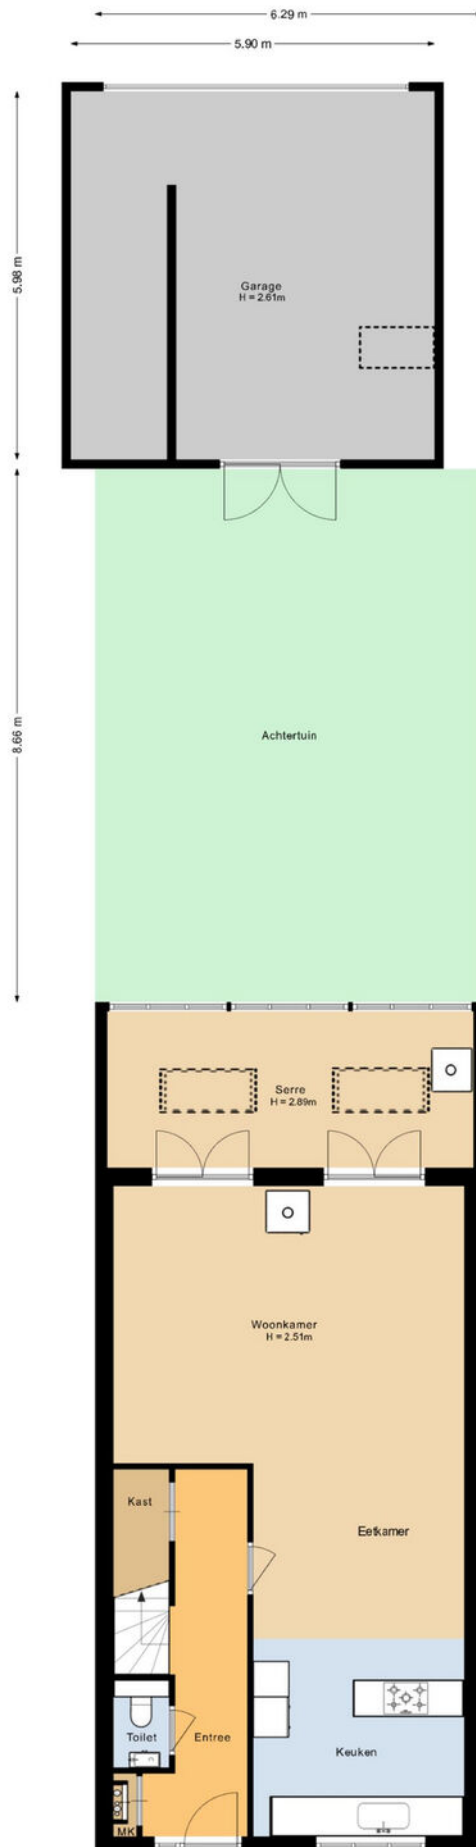 6.29 m
5.90 m
5.98 m
Garage
H = 2.61m
8.66 m
Achtertuin
Serre
H = 2.89m
Woonkamer
H = 2.51m
Kast
Eetkamer
Toilet
Entree
Keuken
MK